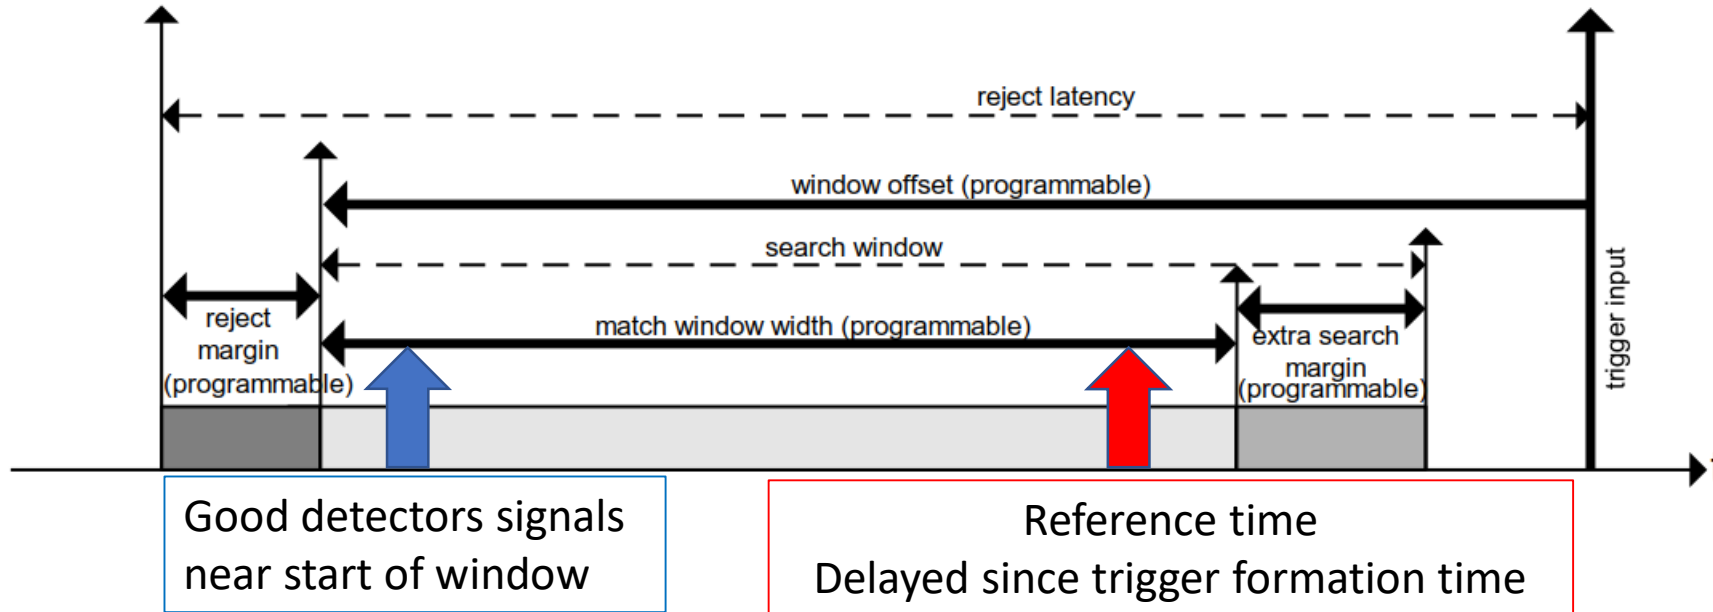 reject latency
window offset (programmable)
search window
reject
margin
(programmable)
match window width (programmable)
extra search
margin
(programmable)
trigger input
Good detectors signals
near start of window
Reference time
Delayed since trigger formation time